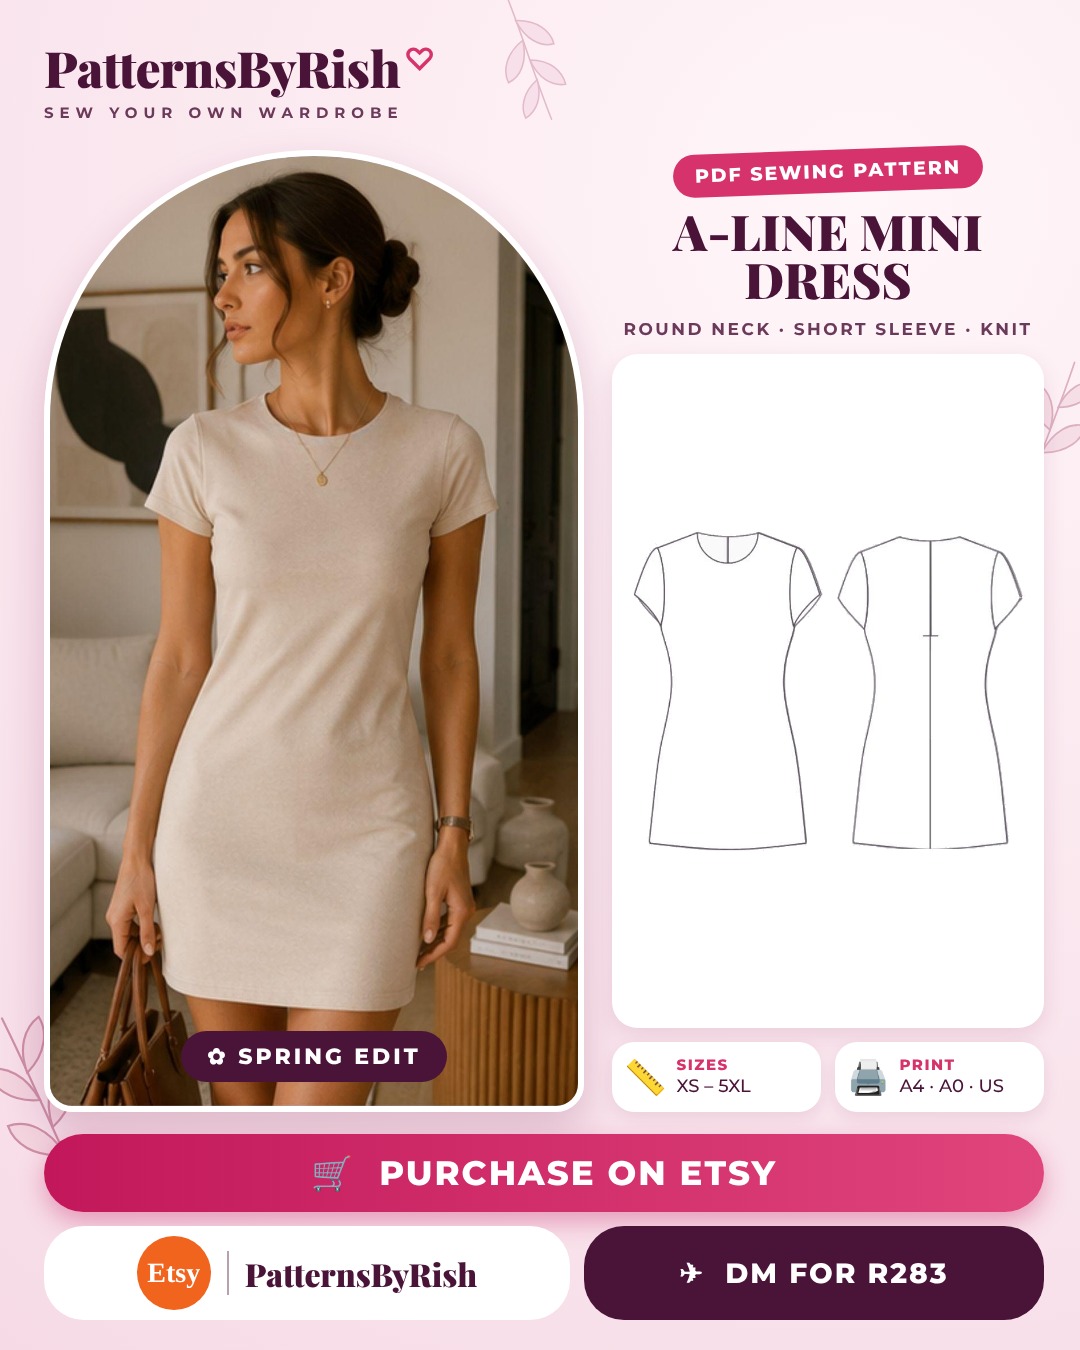 PatternsByRish
SEW YOUR OWN WARDROBE
PDF SEWING PATTERN
A-LINE MINI
DRESS
ROUND NECK · SHORT SLEEVE · KNIT
✿ SPRING EDIT
SIZES
XS – 5XL
PRINT
A4 · A0 · US
PURCHASE ON ETSY
Etsy
PatternsByRish
DM FOR R283